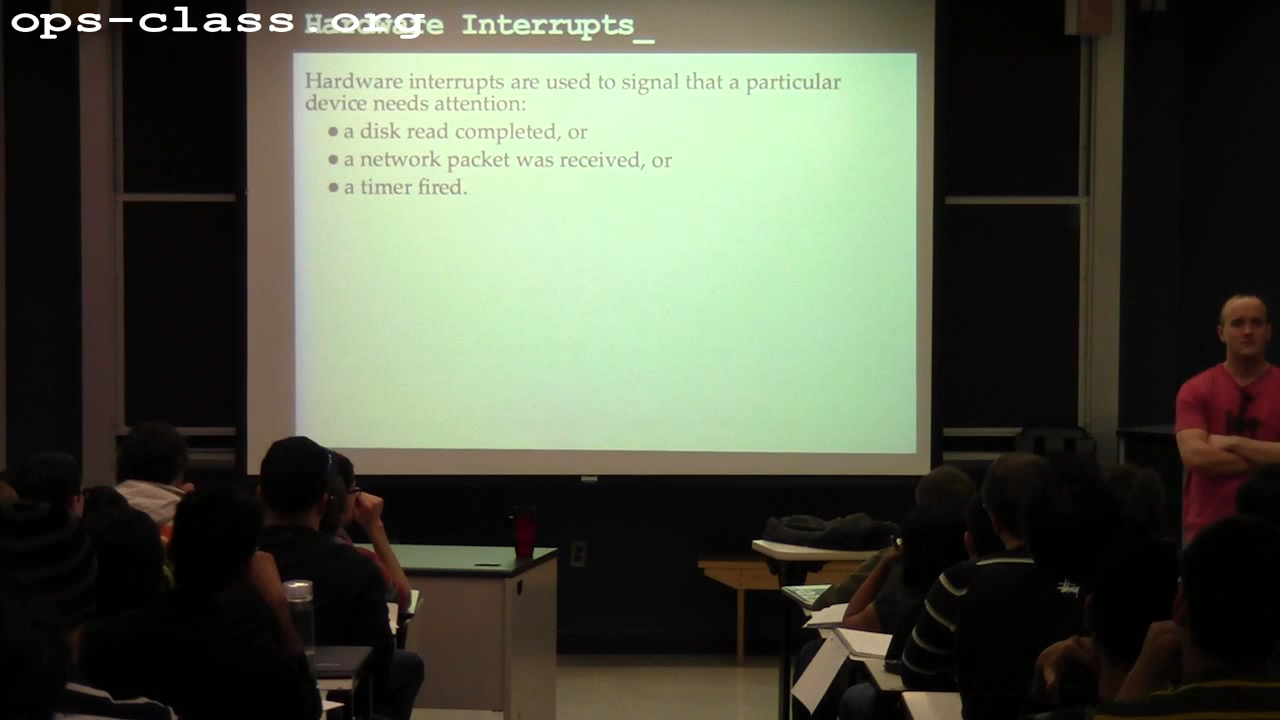 ops-class.org
Hardware Interrupts_
Hardware interrupts are used to signal that a particular
device needs attention:
● a disk read completed, or
● a network packet was received, or
● a timer fired.